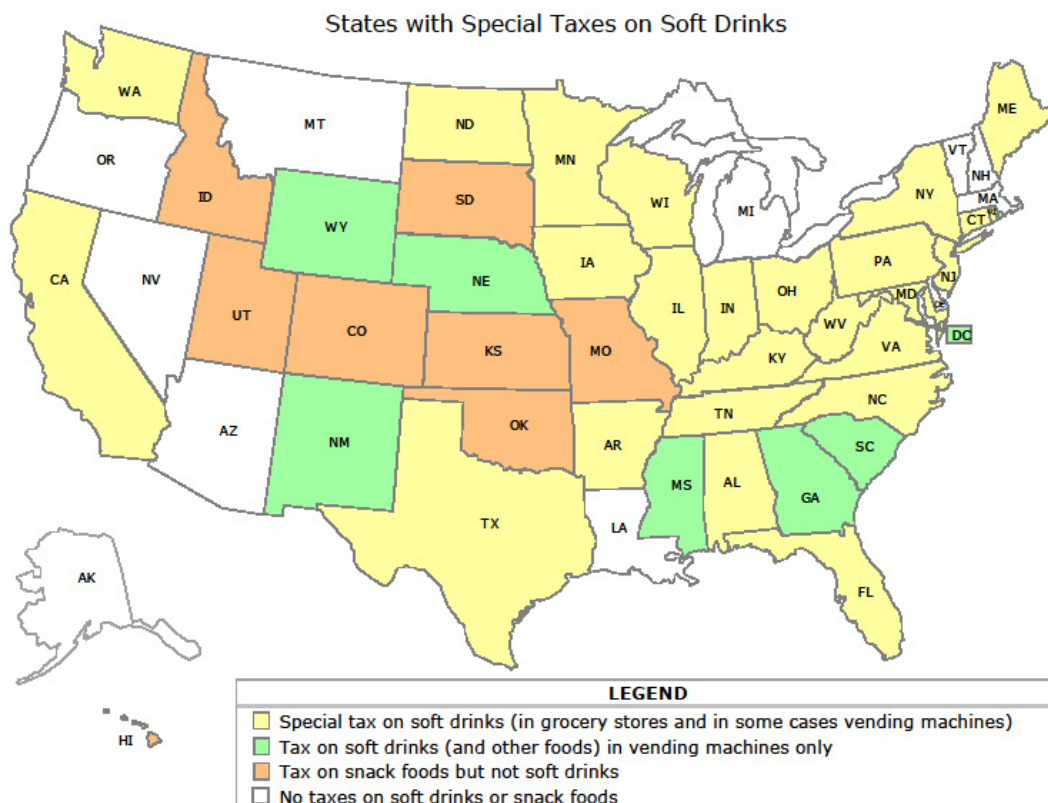 States with Special Taxes on Soft Drinks
WA
MT
ND
MN
ME
OR
ID
SD
WI
VT
NH
NY
MA
CT
RI
MI
WY
NE
IA
PA
NJ
CA
NV
UT
CO
KS
MO
IL
IN
OH
MD
DE
DC
WV
VA
KY
NC
TN
AZ
NM
OK
AR
SC
MS
AL
GA
TX
LA
FL
AK
HI
LEGEND
Special tax on soft drinks (in grocery stores and in some cases vending machines)
Tax on soft drinks (and other foods) in vending machines only
Tax on snack foods but not soft drinks
No taxes on soft drinks or snack foods